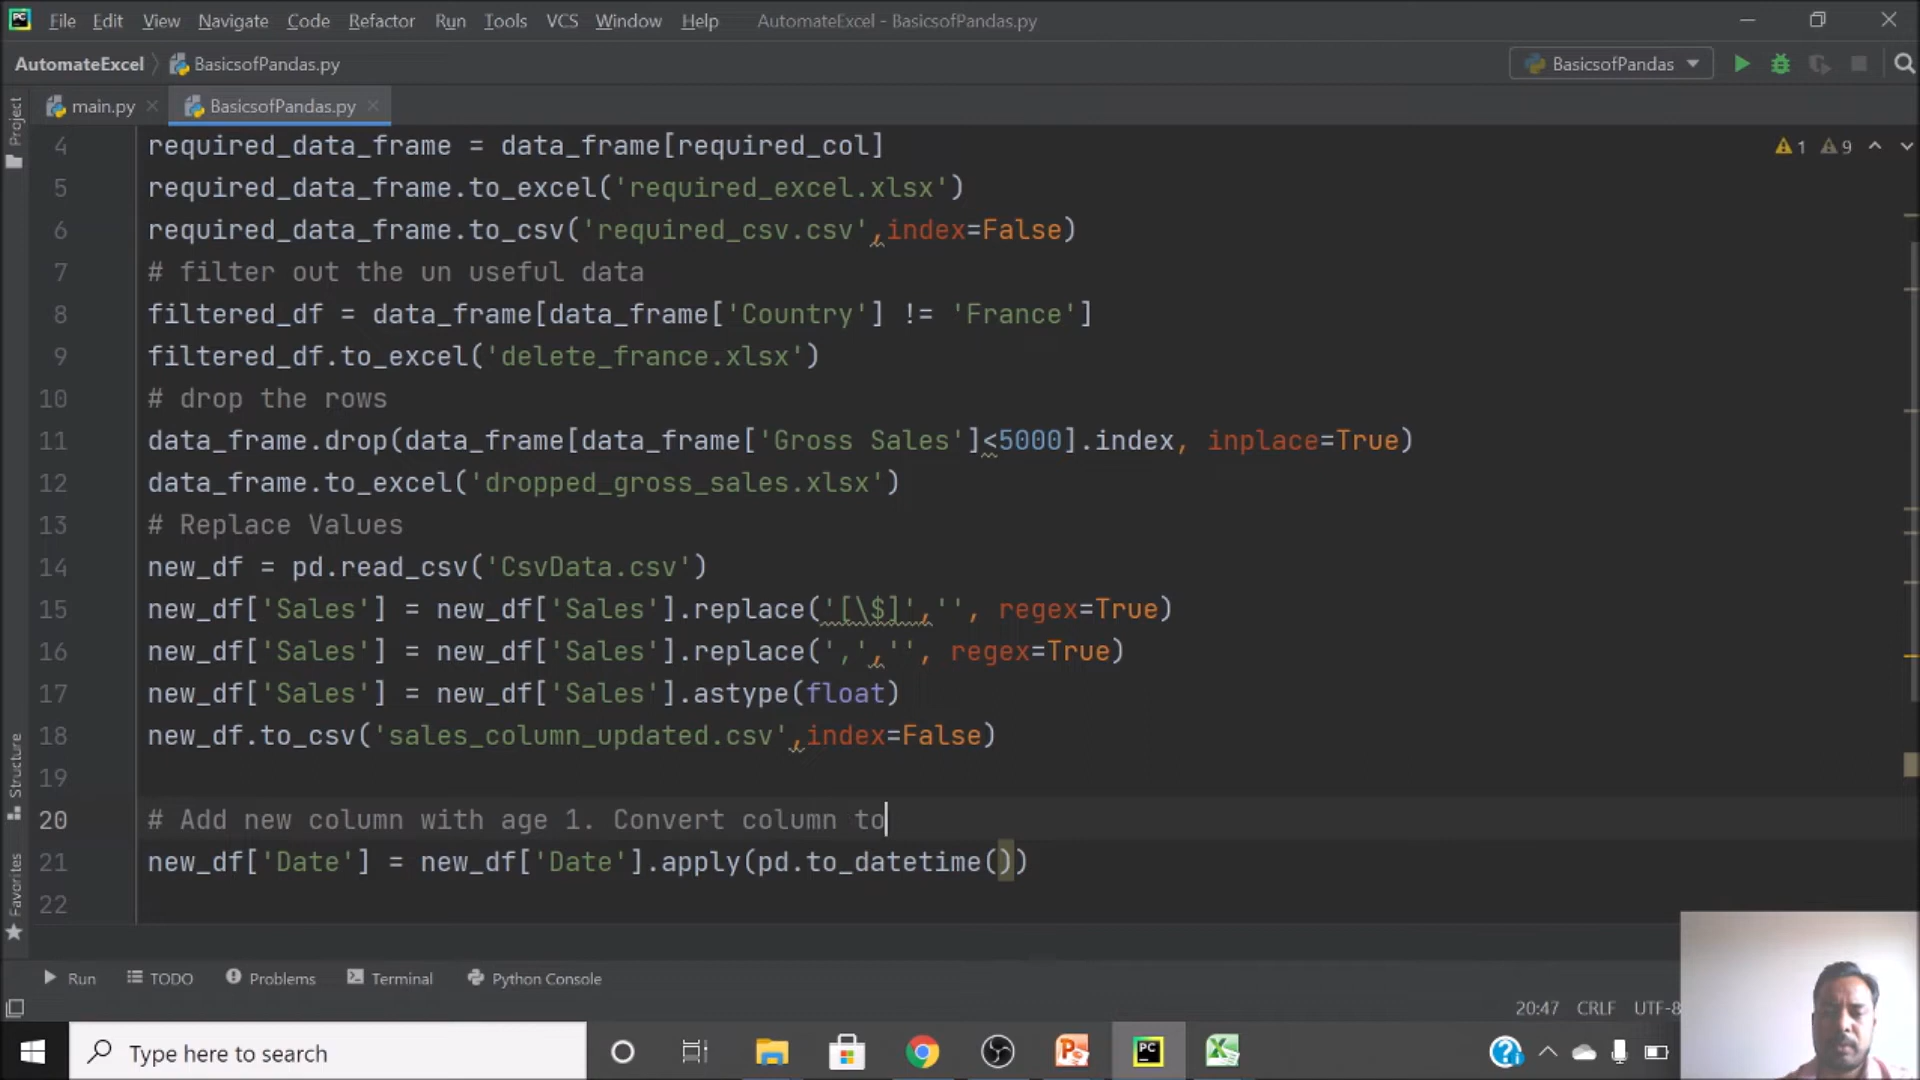 File Edit View Navigate Code Refactor Run Tools VCS Window Help AutomateExcel - BasicsofPandas.py
AutomateExcel BasicsofPandas.py BasicsofPandas
main.py BasicsofPandas.py
Project
1 9
4 required_data_frame = data_frame[required_col]
5 required_data_frame.to_excel('required_excel.xlsx')
6 required_data_frame.to_csv('required_csv.csv',index=False)
7 # filter out the un useful data
8 filtered_df = data_frame[data_frame['Country'] != 'France']
9 filtered_df.to_excel('delete_france.xlsx')
10 # drop the rows
11 data_frame.drop(data_frame[data_frame['Gross Sales']<5000].index, inplace=True)
12 data_frame.to_excel('dropped_gross_sales.xlsx')
13 # Replace Values
14 new_df = pd.read_csv('CsvData.csv')
15 new_df['Sales'] = new_df['Sales'].replace('[\$]','', regex=True)
16 new_df['Sales'] = new_df['Sales'].replace(',','', regex=True)
17 new_df['Sales'] = new_df['Sales'].astype(float)
18 new_df.to_csv('sales_column_updated.csv',index=False)
19
20 # Add new column with age 1. Convert column to
21 new_df['Date'] = new_df['Date'].apply(pd.to_datetime())
22
Structure
Favorites
Run TODO Problems Terminal Python Console
20:47 CRLF UTF-8
Type here to search